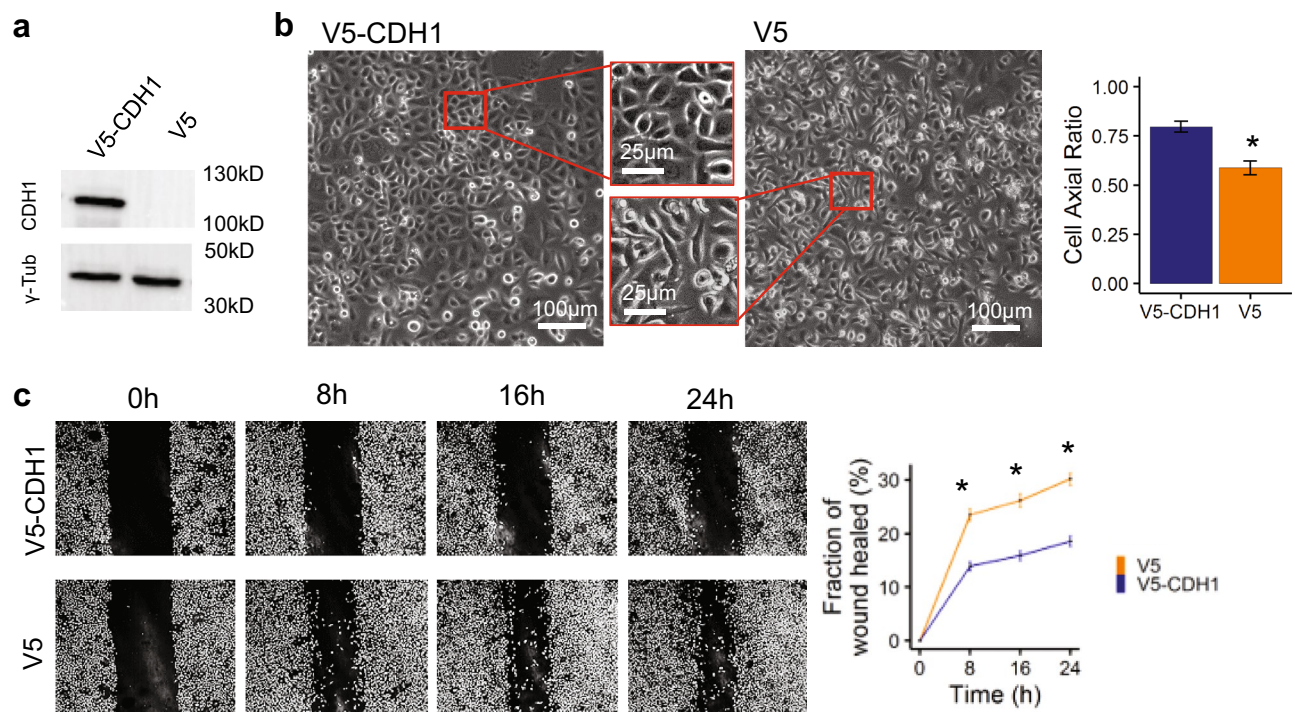 a
V5-CDH1
V5
CDH1
130kD
100kD
γ-Tub
50kD
30kD
b
V5-CDH1
V5
25µm
25µm
100µm
100µm
Cell Axial Ratio
1.00
0.75
0.50
0.25
0.00
*
V5-CDH1
V5
c
0h
8h
16h
24h
V5-CDH1
V5
Fraction of
wound healed (%)
30
20
10
0
*
*
*
0
8
16
24
Time (h)
V5
V5-CDH1